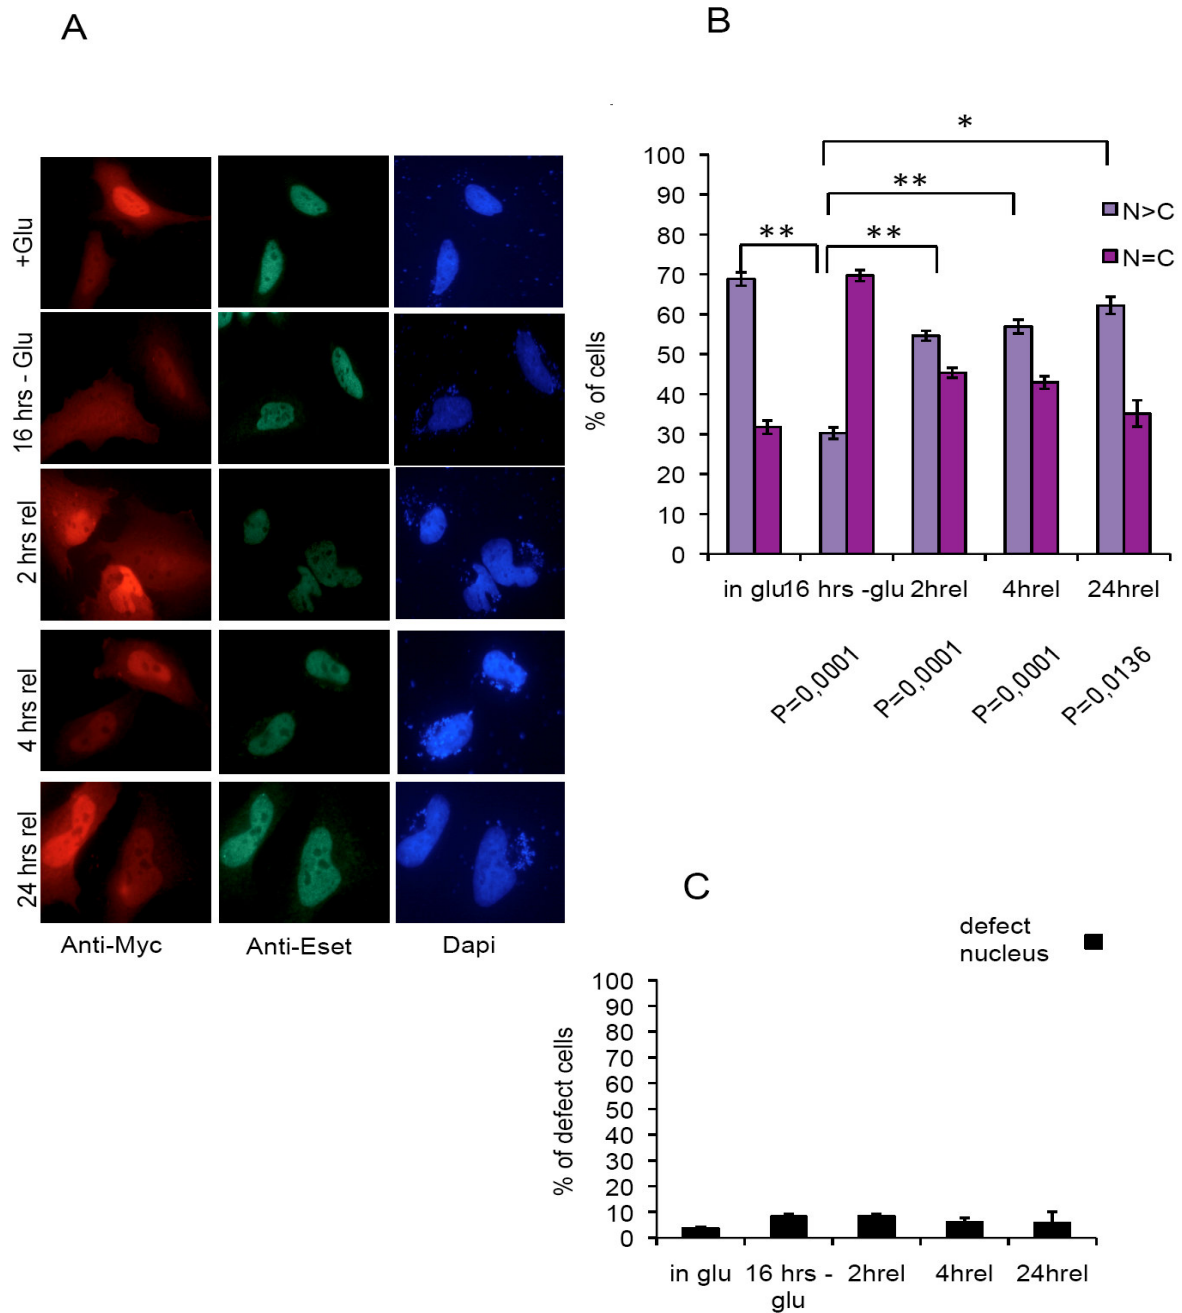 A
+Glu
16 hrs - Glu
2 hrs rel
4 hrs rel
24 hrs rel
Anti-Myc
Anti-Eset
Dapi
B
*
**
**
**
100
90
80
70
60
50
40
30
20
10
0
% of cells
N>C
N=C
in glu
16 hrs -glu
2hrel
4hrel
24hrel
P=0,0001
P=0,0001
P=0,0001
P=0,0136
C
defect
nucleus
100
90
80
70
60
50
40
30
20
10
0
% of defect cells
in glu
16 hrs -
glu
2hrel
4hrel
24hrel